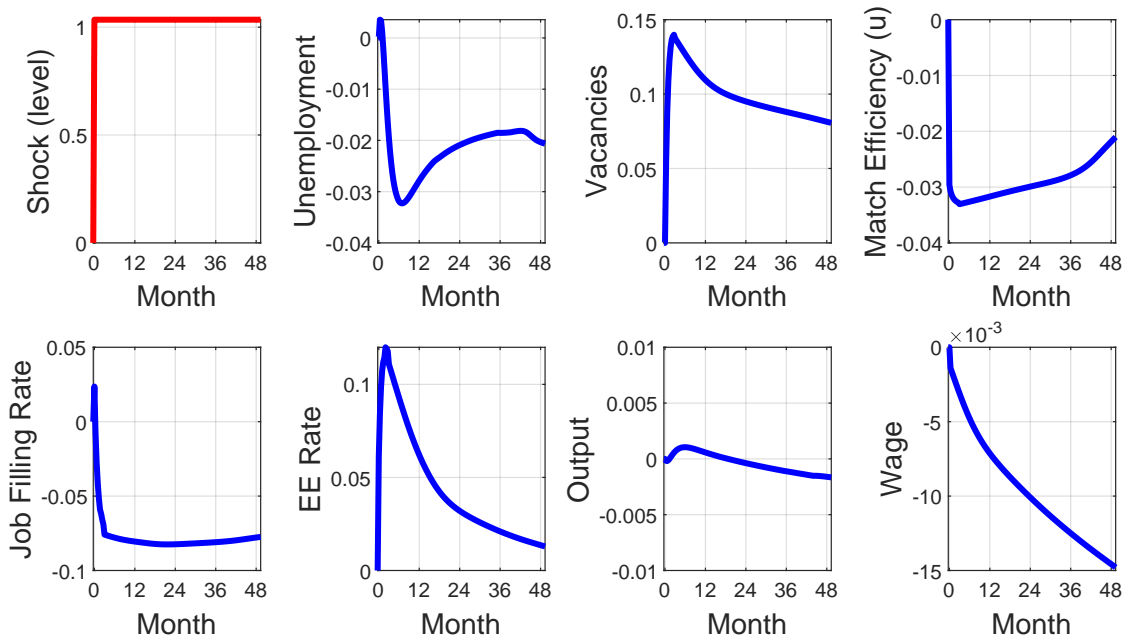 Shock (level)
1
0.5
0
0 12 24 36 48
Month
Unemployment
0
-0.01
-0.02
-0.03
-0.04
0 12 24 36 48
Month
Vacancies
0.15
0.1
0.05
0
0 12 24 36 48
Month
Match Efficiency (u)
0
-0.01
-0.02
-0.03
-0.04
0 12 24 36 48
Month
Job Filling Rate
0.05
0
-0.05
-0.1
0 12 24 36 48
Month
EE Rate
0.1
0.05
0
0 12 24 36 48
Month
Output
0.01
0.005
0
-0.005
-0.01
0 12 24 36 48
Month
Wage
×10⁻³
0
-5
-10
-15
0 12 24 36 48
Month